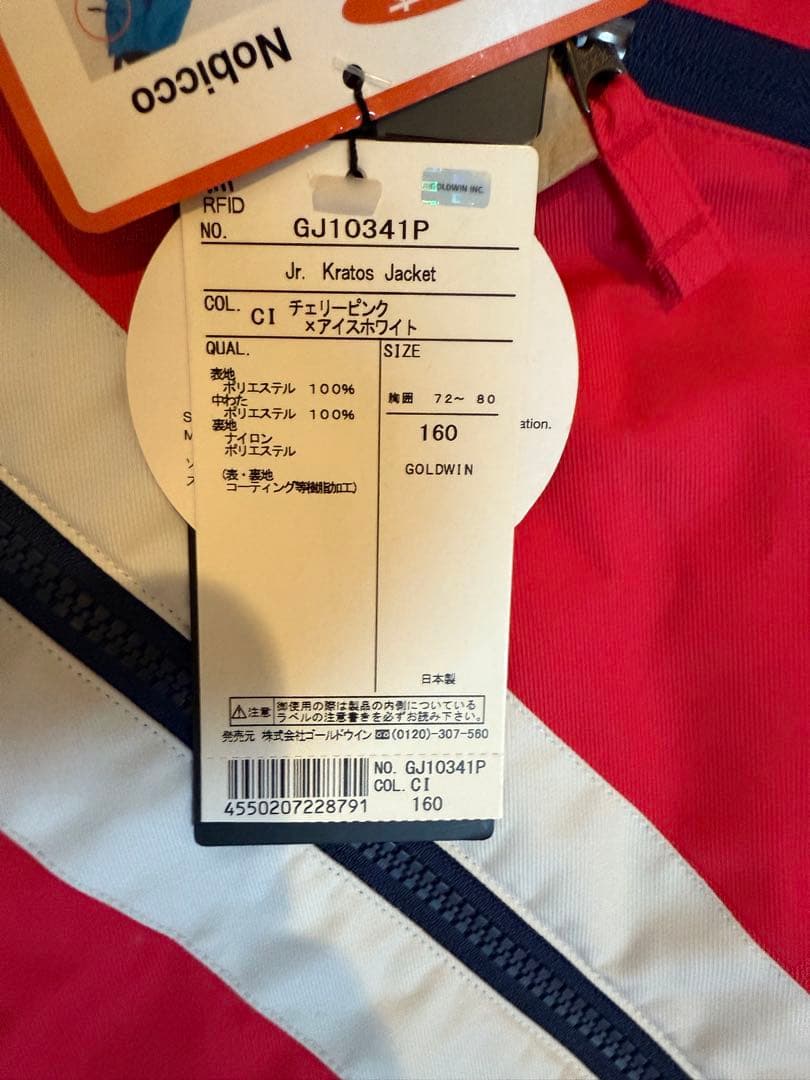 Nobicco
RFID
GOLDWIN INC.
NO. GJ10341P
Jr. Kratos Jacket
COL. CI チェリーピンク
×アイスホワイト
QUAL.
表地
ポリエステル 100%
中わた
ポリエステル 100%
裏地
ナイロン
ポリエステル
(表・裏地
コーティング等樹脂加工)
SIZE
胸囲 72~ 80
160
GOLDWIN
日本製
注意 御使用の際は製品の内側についている
ラベルの注意書きを必ずお読み下さい。
発売元 株式会社ゴールドウイン (0120)-307-560
4550207228791
NO. GJ10341P
COL. CI
160
ation.